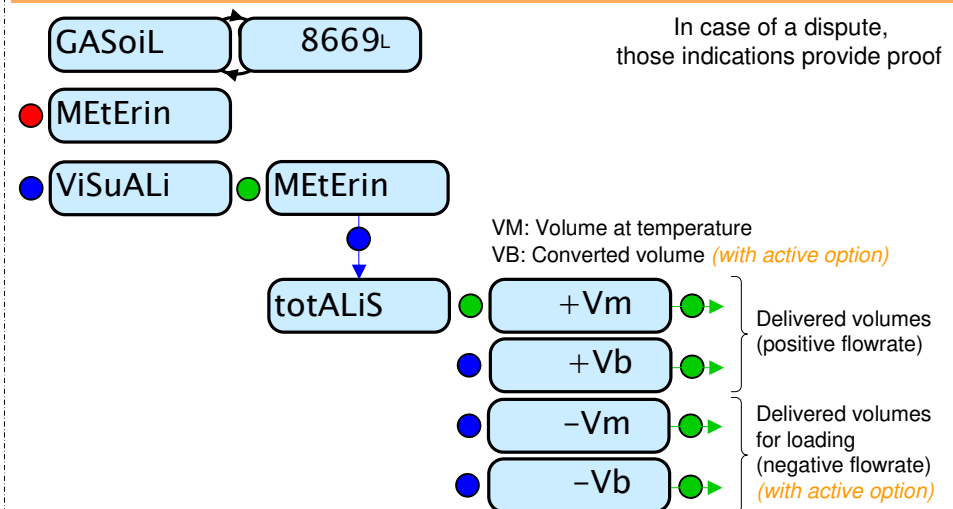 GASoiL
8669L
In case of a dispute,
those indications provide proof
MEtErin
ViSuALi
MEtErin
VM: Volume at temperature
VB: Converted volume (with active option)
totALiS
+Vm
+Vb
Delivered volumes
(positive flowrate)
−Vm
−Vb
Delivered volumes
for loading
(negative flowrate)
(with active option)